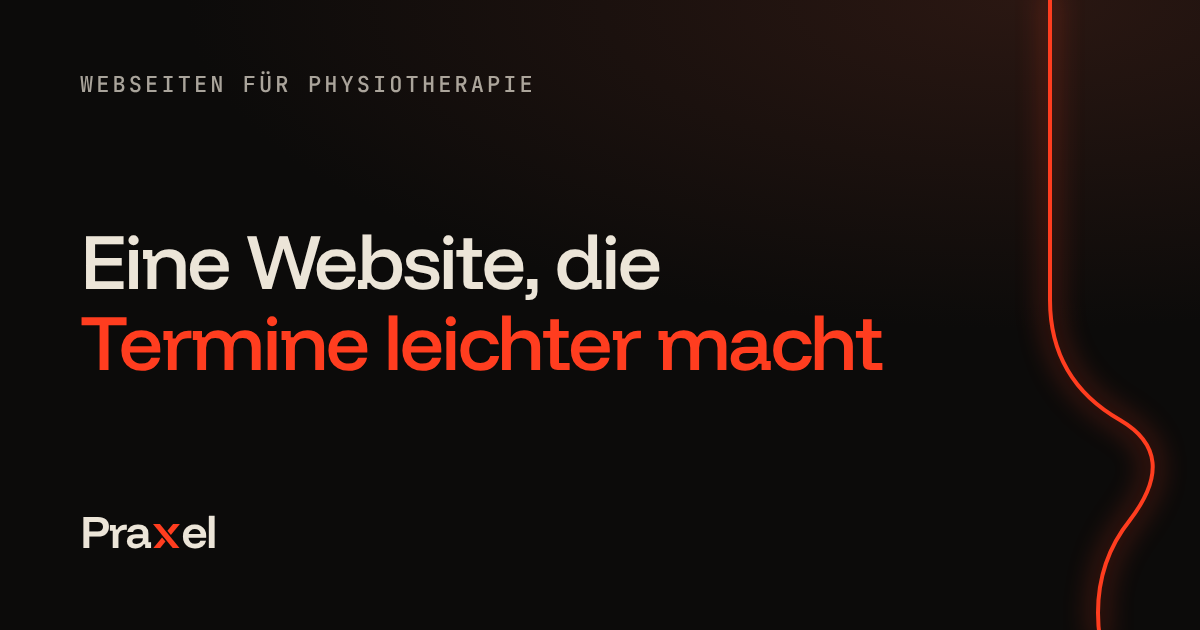 WEBSEITEN FÜR PHYSIOTHERAPIE
Eine Website, die
Termine leichter macht
Praxel